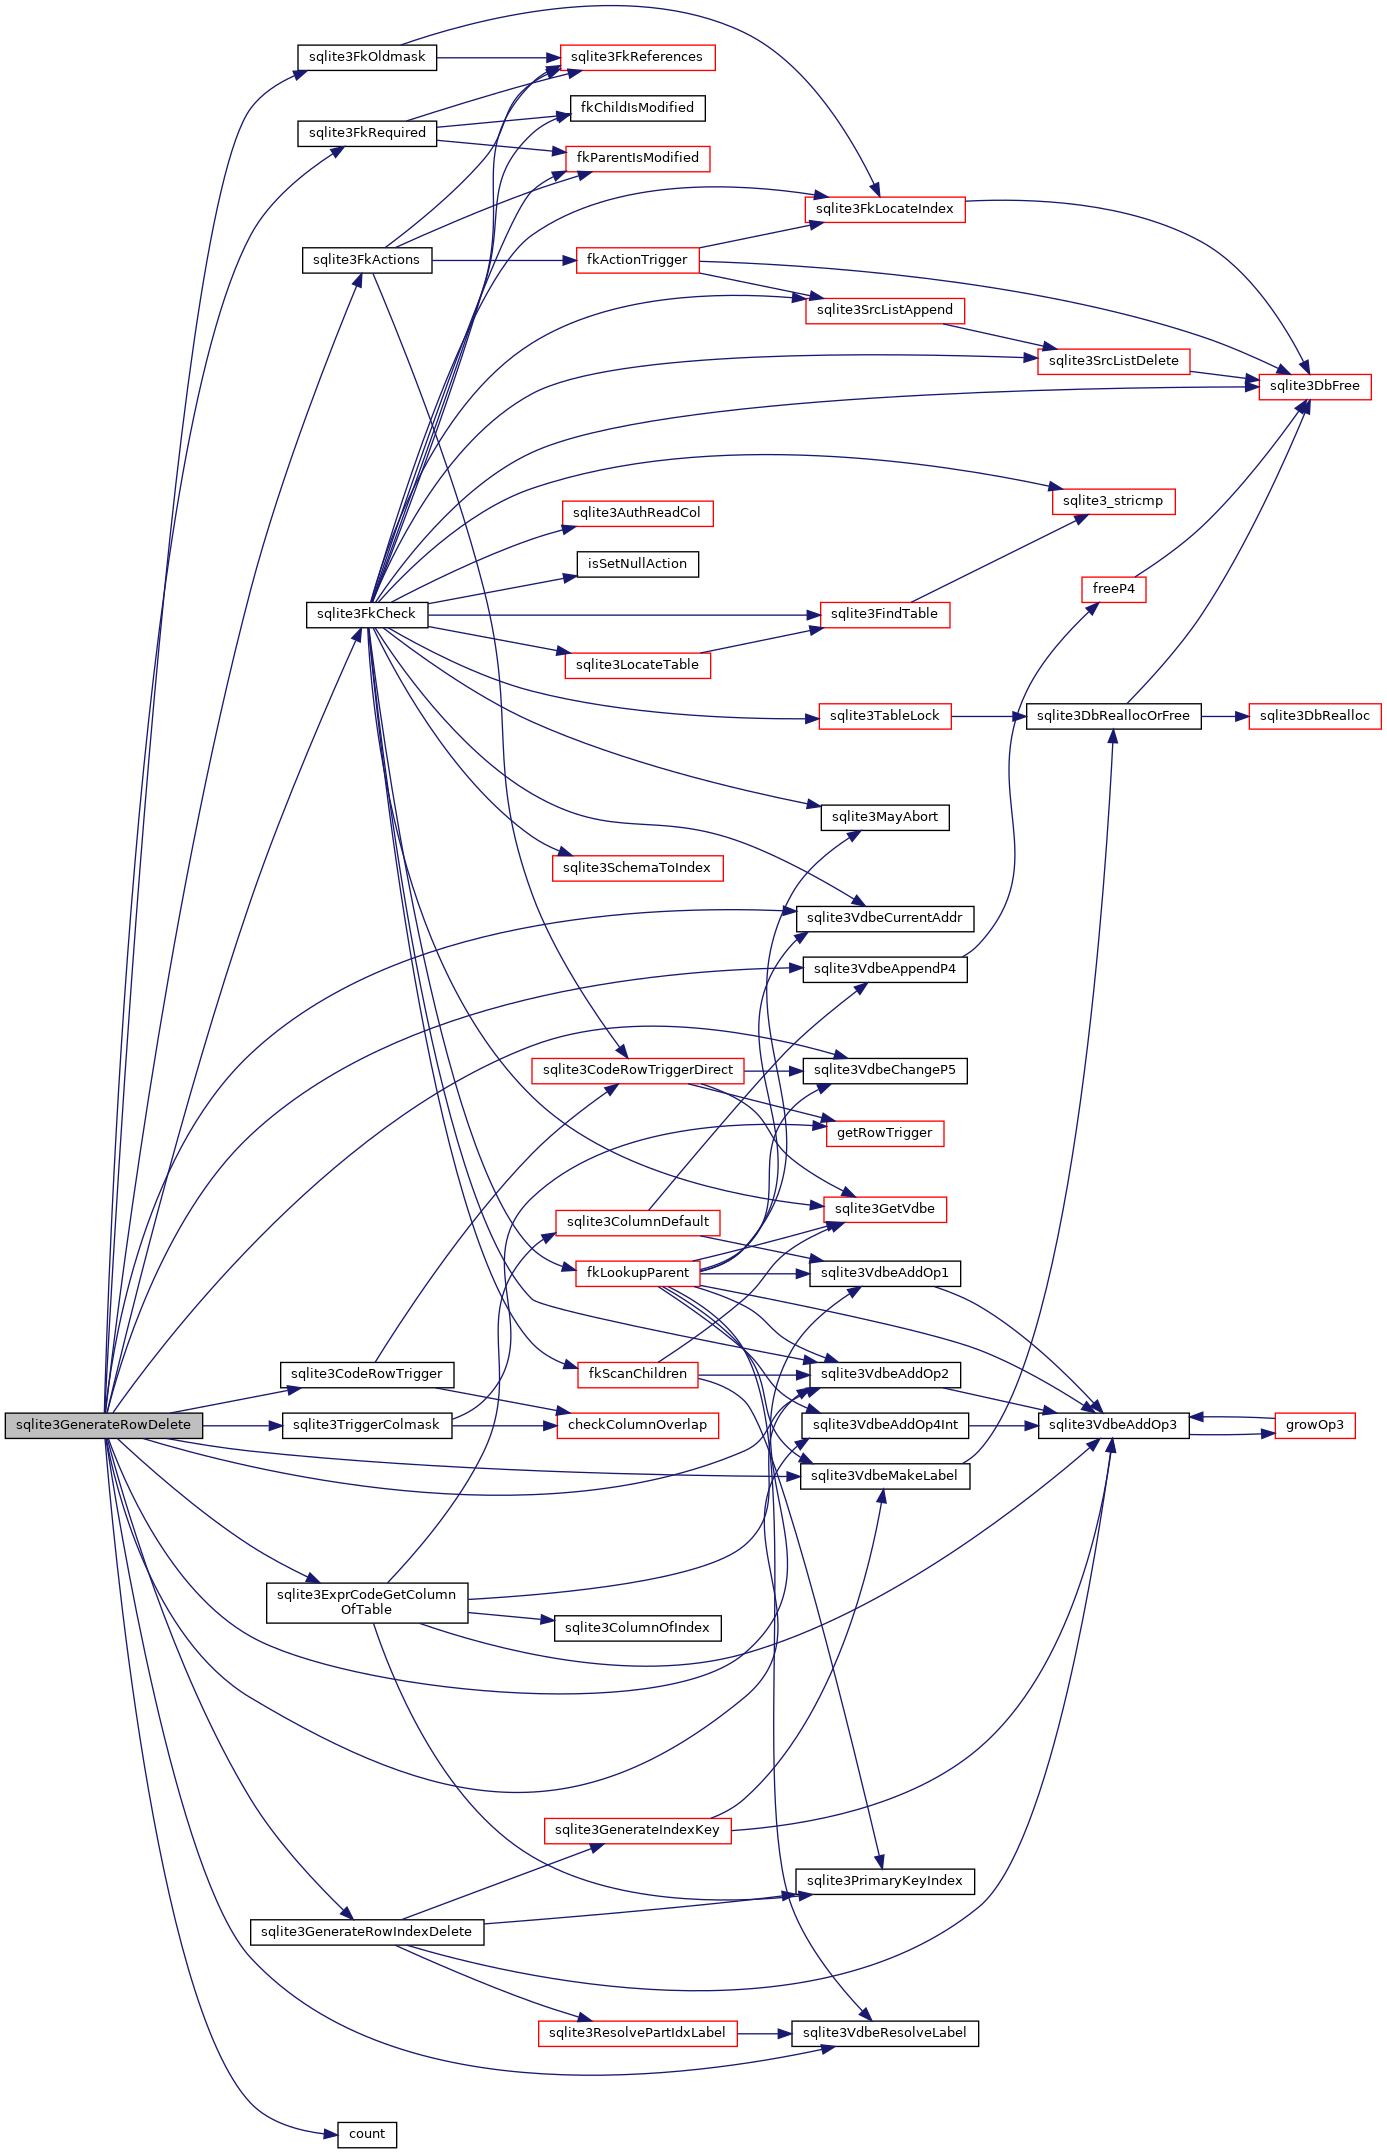 sqlite3FkOldmask
sqlite3FkReferences
fkChildIsModified
sqlite3FkRequired
fkParentIsModified
sqlite3FkLocateIndex
sqlite3FkActions
fkActionTrigger
sqlite3SrcListAppend
sqlite3SrcListDelete
sqlite3DbFree
sqlite3_stricmp
sqlite3AuthReadCol
isSetNullAction
freeP4
sqlite3FkCheck
sqlite3FindTable
sqlite3LocateTable
sqlite3TableLock
sqlite3DbReallocOrFree
sqlite3DbRealloc
sqlite3MayAbort
sqlite3SchemaToIndex
sqlite3VdbeCurrentAddr
sqlite3VdbeAppendP4
sqlite3CodeRowTriggerDirect
sqlite3VdbeChangeP5
getRowTrigger
sqlite3GetVdbe
sqlite3ColumnDefault
fkLookupParent
sqlite3VdbeAddOp1
sqlite3CodeRowTrigger
fkScanChildren
sqlite3VdbeAddOp2
sqlite3GenerateRowDelete
sqlite3TriggerColmask
checkColumnOverlap
sqlite3VdbeAddOp4Int
sqlite3VdbeAddOp3
growOp3
sqlite3VdbeMakeLabel
sqlite3ExprCodeGetColumn
OfTable
sqlite3ColumnOfIndex
sqlite3GenerateIndexKey
sqlite3PrimaryKeyIndex
sqlite3GenerateRowIndexDelete
sqlite3ResolvePartIdxLabel
sqlite3VdbeResolveLabel
count